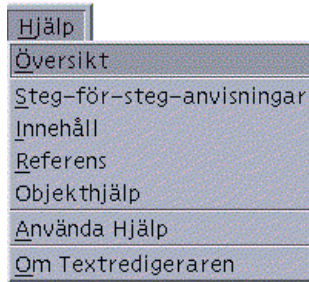 Hjälp
Översikt
Steg-för-steg-anvisningar
Innehåll
Referens
Objekthjälp
Använda Hjälp
Om Textredigeraren